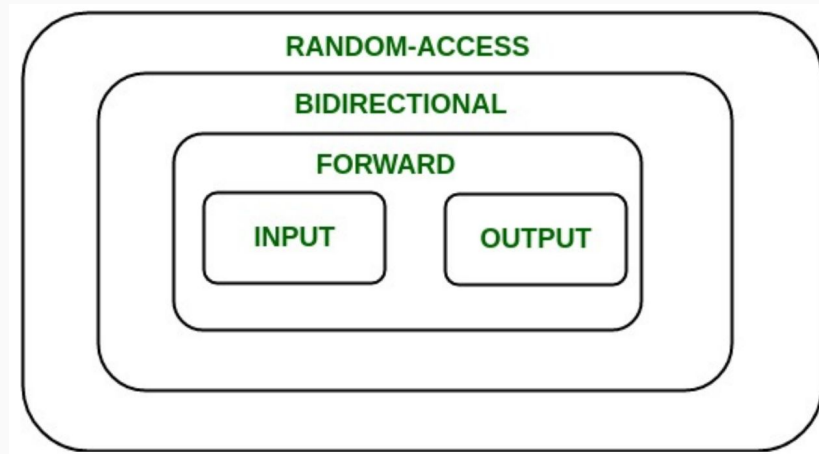 RANDOM-ACCESS
BIDIRECTIONAL
FORWARD
INPUT
OUTPUT